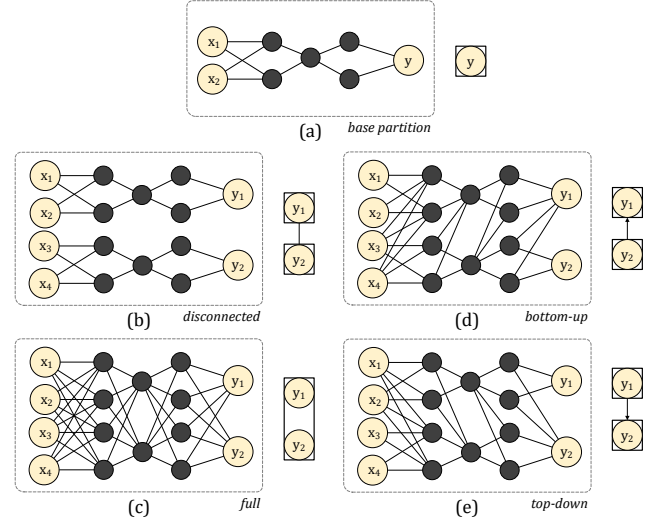 x1
x2
y
y
(a)
base partition
x1
x2
x3
x4
y1
y2
y1
y2
(b)
disconnected
x1
x2
x3
x4
y1
y2
y1
y2
(d)
bottom-up
x1
x2
x3
x4
y1
y2
y1
y2
(c)
full
x1
x2
x3
x4
y1
y2
y1
y2
(e)
top-down